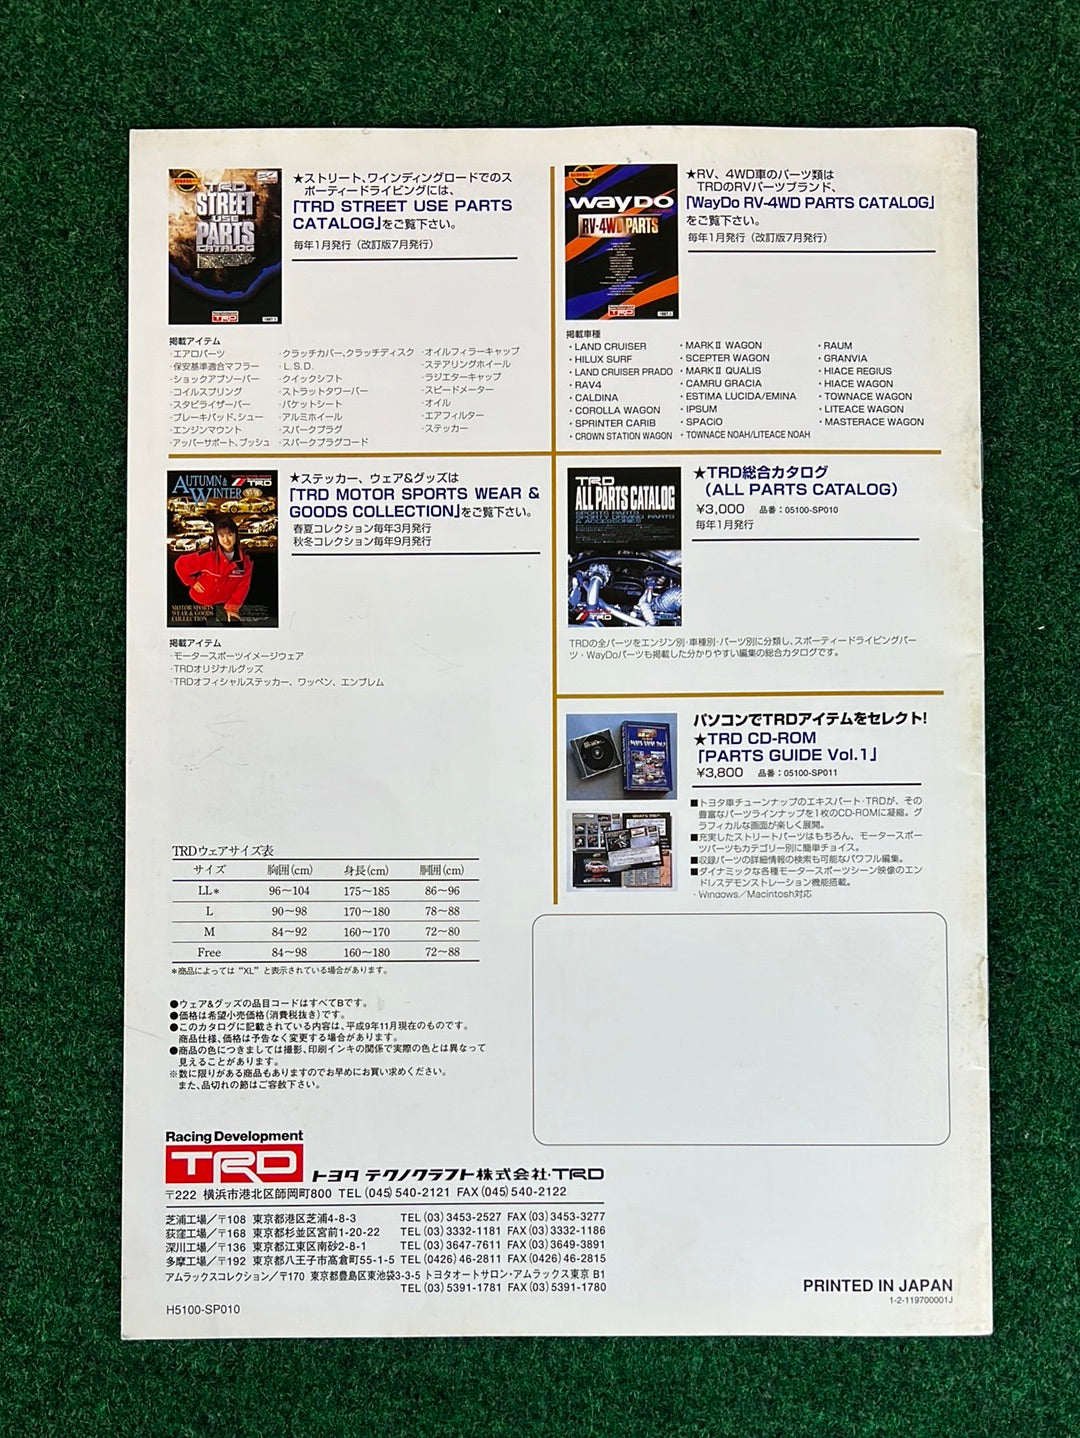 ★ストリート、ワインディングロードでのス
ポーティードライビングには、
「TRD STREET USE PARTS
CATALOG」をご覧下さい。
毎年1月発行（改訂版7月発行）
TRD
STREET
USE
PARTS
CATALOG
Racing Development
TRD
掲載アイテム
・エアロパーツ
・保安基準適合マフラー
・ショックアブソーバー
・コイルスプリング
・スタビライザーバー
・ブレーキパッド、シュー
・エンジンマウント
・アッパーサポート、ブッシュ
・クラッチカバー、クラッチディスク
・L.S.D.
・クイックシフト
・ストラットタワーバー
・バケットシート
・アルミホイール
・スパークプラグ
・スパークプラグコード
・オイルフィラーキャップ
・ステアリングホイール
・ラジエターキャップ
・スピードメーター
・オイル
・エアフィルター
・ステッカー
★RV、4WD車のパーツ類は
TRDのRVパーツブランド、
「WayDo RV-4WD PARTS CATALOG」
をご覧下さい。
毎年1月発行（改訂版7月発行）
wayDO
RV-4WD PARTS
TRD
掲載車種
・LAND CRUISER
・HILUX SURF
・LAND CRUISER PRADO
・RAV4
・CALDINA
・COROLLA WAGON
・SPRINTER CARIB
・CROWN STATION WAGON
・MARKⅡ WAGON
・SCEPTER WAGON
・MARKⅡ QUALIS
・CAMRU GRACIA
・ESTIMA LUCIDA/EMINA
・IPSUM
・SPACiO
・TOWNACE NOAH/LITEACE NOAH
・RAUM
・GRANVIA
・HIACE REGIUS
・HIACE WAGON
・TOWNACE WAGON
・LITEACE WAGON
・MASTERACE WAGON
★ステッカー、ウェア&グッズは
「TRD MOTOR SPORTS WEAR &
GOODS COLLECTION」をご覧下さい。
春夏コレクション毎年3月発行
秋冬コレクション毎年9月発行
AUTUMN &
WINTER
TRD
MOTOR SPORTS
WEAR & GOODS
COLLECTION
掲載アイテム
・モータースポーツイメージウェア
・TRDオリジナルグッズ
・TRDオフィシャルステッカー、ワッペン、エンブレム
★TRD総合カタログ
（ALL PARTS CATALOG）
¥3,000 品番：05100-SP010
毎年1月発行
TRD
ALL PARTS CATALOG
SPORTS PARTS
SPORTS DRIVING PARTS
& ACCESSORIES
TRD
TRDの全パーツをエンジン別・車種別・パーツ別に分類し、スポーティードライビングパー
ツ・WayDoパーツも掲載した分かりやすい編集の総合カタログです。
パソコンでTRDアイテムをセレクト！
★TRD CD-ROM
「PARTS GUIDE Vol.1」
¥3,800 品番：05100-SP011
■トヨタ車チューンナップのエキスパート・TRDが、その
豊富なパーツラインナップを1枚のCD-ROMに凝縮。グ
ラフィカルな画面が楽しく展開。
■充実したストリートパーツはもちろん、モータースポー
ツパーツもカテゴリー別に簡単チョイス。
■収録パーツの詳細情報の検索も可能なパワフル編集。
■ダイナミックな各種モータースポーツシーン映像のエン
ドレスデモンストレーション機能搭載。
・Windows／Macintosh対応
TRDウェアサイズ表
サイズ 胸囲(cm) 身長(cm) 胴囲(cm)
LL* 96～104 175～185 86～96
L 90～98 170～180 78～88
M 84～92 160～170 72～80
Free 84～98 160～180 72～88
*商品によっては“XL”と表示されている場合があります。
●ウェア&グッズの品目コードはすべてBです。
●価格は希望小売価格（消費税抜き）です。
●このカタログに記載されている内容は、平成9年11月現在のものです。
商品仕様、価格は予告なく変更する場合があります。
●商品の色につきましては撮影、印刷インキの関係で実際の色とは異なって
見えることがあります。
※数に限りがある商品もありますのでお早めにお買い求めください。
また、品切れの節はご容赦下さい。
Racing Development
TRD トヨタ テクノクラフト株式会社・TRD
〒222 横浜市港北区師岡町800 TEL (045) 540-2121 FAX (045) 540-2122
芝浦工場／〒108 東京都港区芝浦4-8-3 TEL (03) 3453-2527 FAX (03) 3453-3277
荻窪工場／〒168 東京都杉並区宮前1-20-22 TEL (03) 3332-1181 FAX (03) 3332-1186
深川工場／〒136 東京都江東区南砂2-8-1 TEL (03) 3647-7611 FAX (03) 3649-3891
多摩工場／〒192 東京都八王子市高倉町55-1-5 TEL (0426) 46-2811 FAX (0426) 46-2815
アムラックスコレクション／〒170 東京都豊島区東池袋3-3-5 トヨタオートサロン・アムラックス東京 B1
TEL (03) 5391-1781 FAX (03) 5391-1780
H5100-SP010
PRINTED IN JAPAN
1-2-119700001J